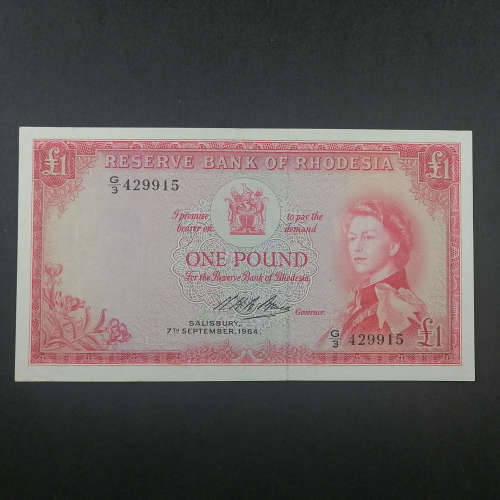 £1 RESERVE BANK OF RHODESIA £1
G/3 429915
I promise to pay the
bearer on demand
ONE POUND
For the Reserve Bank of Rhodesia
Governor.
SALISBURY,
7TH SEPTEMBER, 1964.
G/3 429915 £1